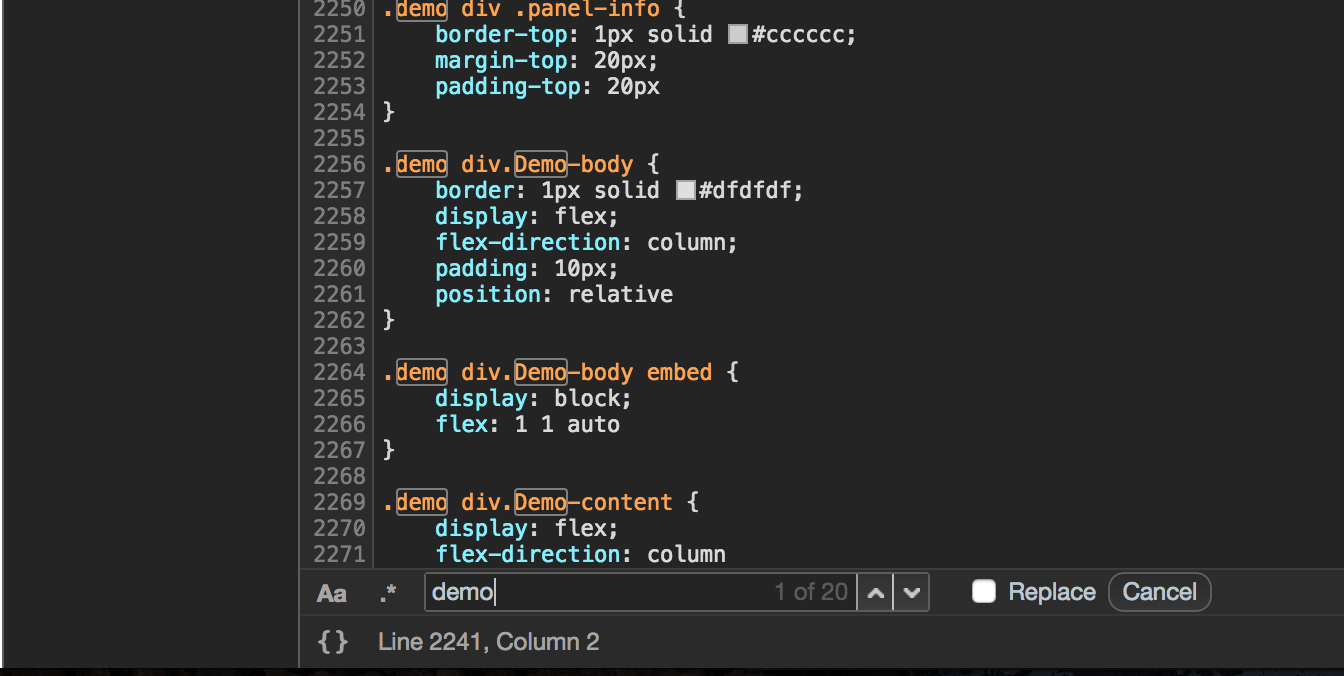 2250 .demo div .panel-info {
2251 border-top: 1px solid #cccccc;
2252 margin-top: 20px;
2253 padding-top: 20px
2254 }
2255
2256 .demo div.Demo-body {
2257 border: 1px solid #dfdfdf;
2258 display: flex;
2259 flex-direction: column;
2260 padding: 10px;
2261 position: relative
2262 }
2263
2264 .demo div.Demo-body embed {
2265 display: block;
2266 flex: 1 1 auto
2267 }
2268
2269 .demo div.Demo-content {
2270 display: flex;
2271 flex-direction: column
Aa .* demo 1 of 20 Replace Cancel
{} Line 2241, Column 2